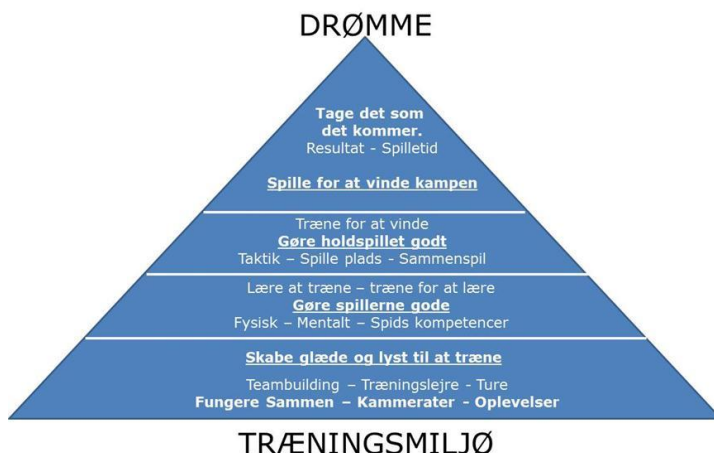 DRØMME
Tage det som
det kommer.
Resultat - Spilletid
Spille for at vinde kampen
Træne for at vinde
Gøre holdspillet godt
Taktik – Spille plads - Sammenspil
Lære at træne – træne for at lære
Gøre spillerne gode
Fysisk – Mentalt – Spids kompetencer
Skabe glæde og lyst til at træne
Teambuilding – Træningslejre - Ture
Fungere Sammen – Kammerater - Oplevelser
TRÆNINGSMILJØ